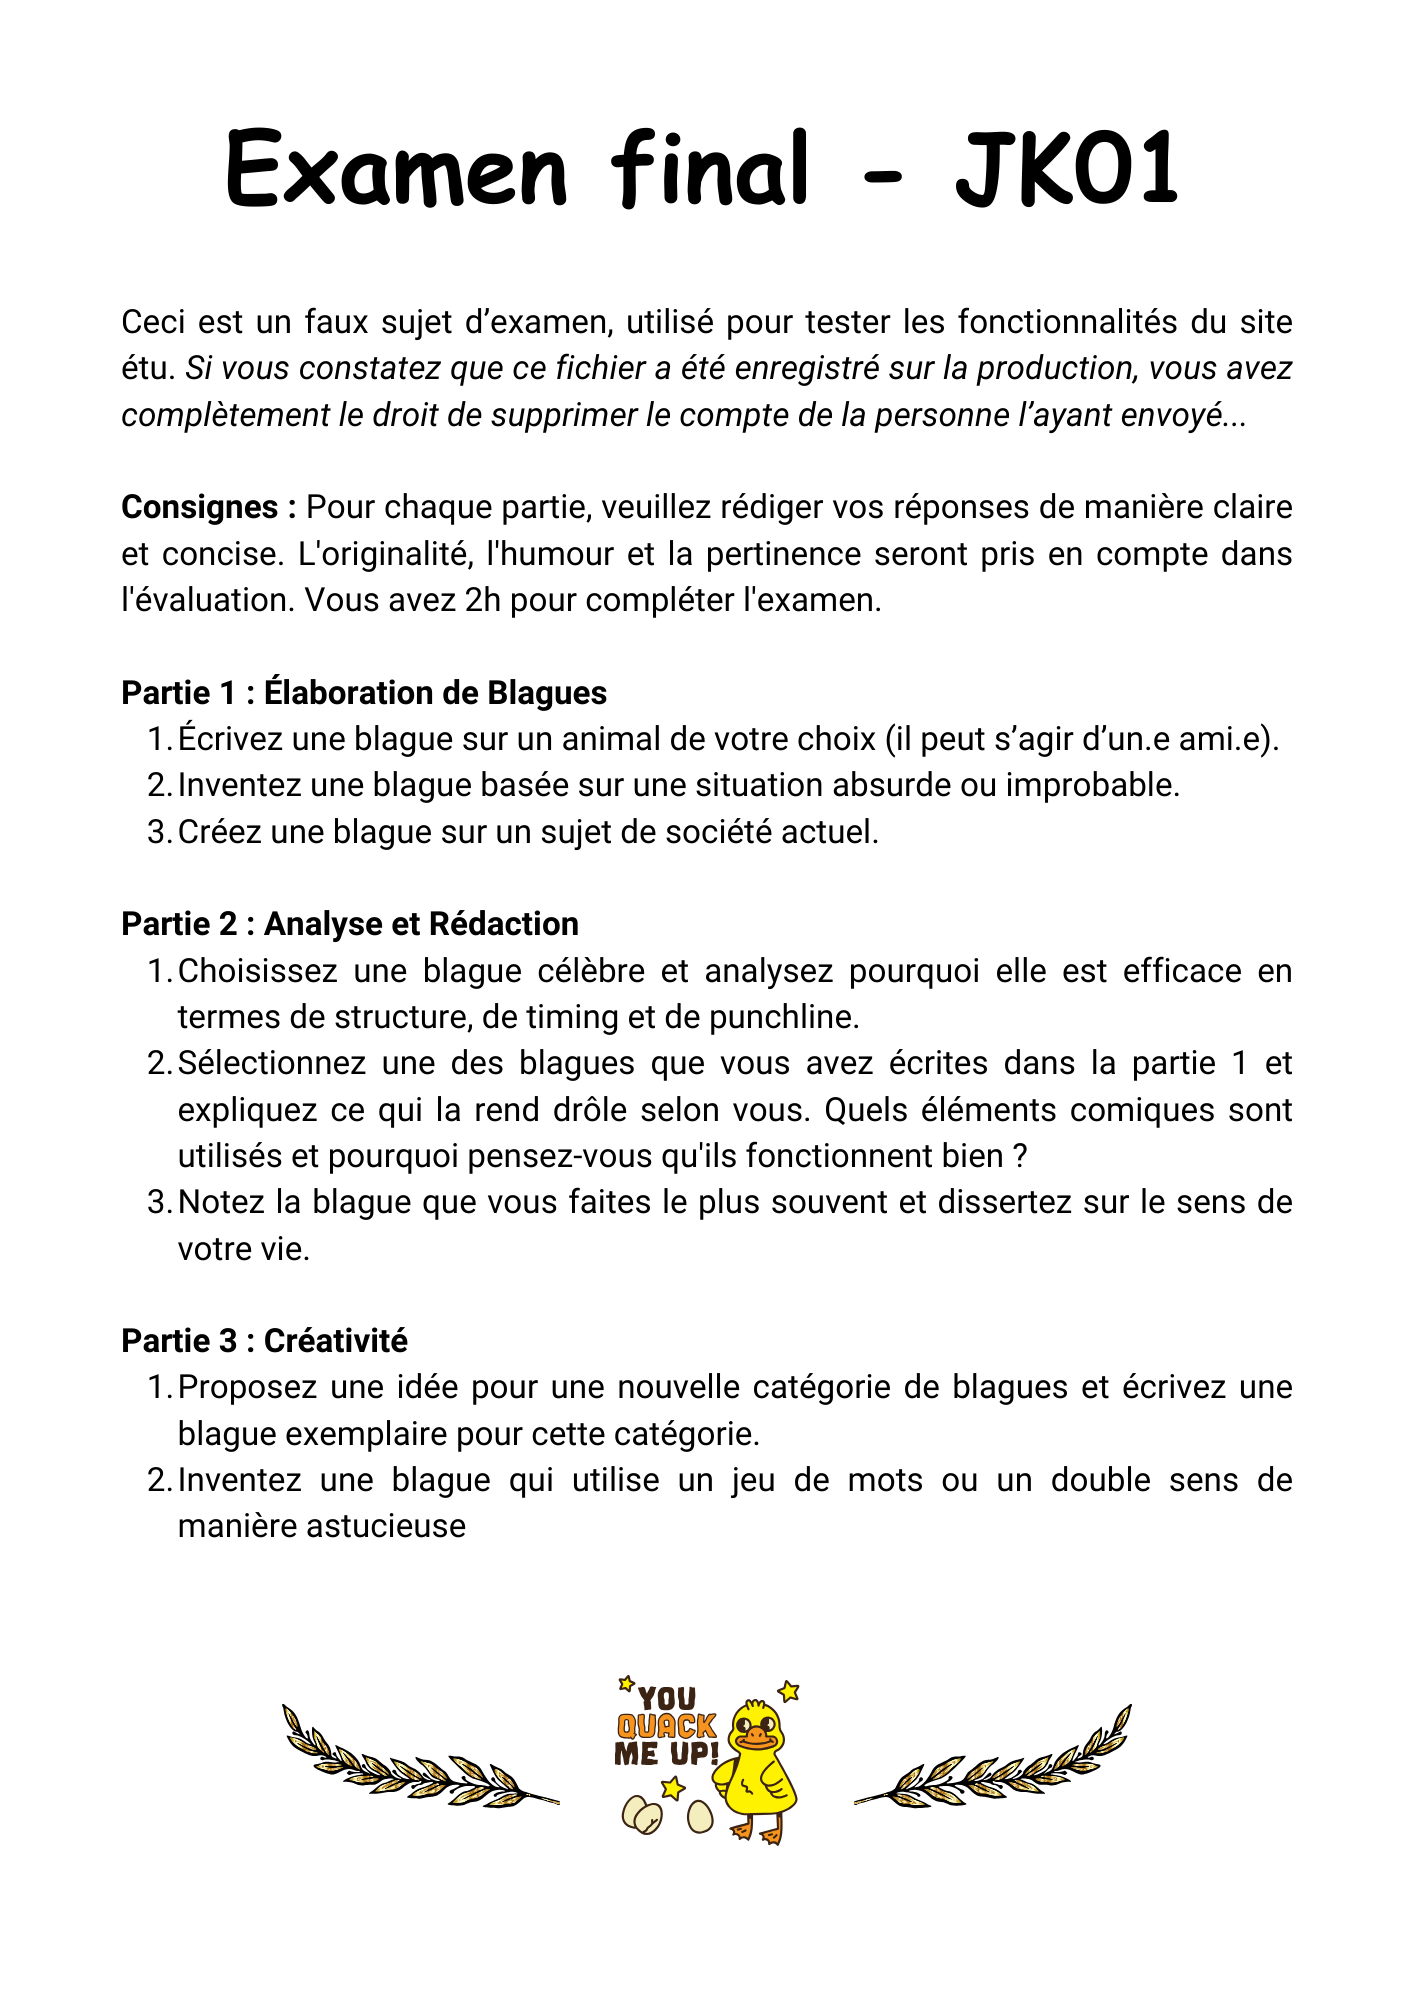 Examen final - JK01
Ceci est un faux sujet d’examen, utilisé pour tester les fonctionnalités du site
étu. Si vous constatez que ce fichier a été enregistré sur la production, vous avez
complètement le droit de supprimer le compte de la personne l’ayant envoyé...
Consignes : Pour chaque partie, veuillez rédiger vos réponses de manière claire
et concise. L'originalité, l'humour et la pertinence seront pris en compte dans
l'évaluation. Vous avez 2h pour compléter l'examen.
Partie 1 : Élaboration de Blagues
1. Écrivez une blague sur un animal de votre choix (il peut s’agir d’un.e ami.e).
2. Inventez une blague basée sur une situation absurde ou improbable.
3. Créez une blague sur un sujet de société actuel.
Partie 2 : Analyse et Rédaction
1. Choisissez une blague célèbre et analysez pourquoi elle est efficace en
termes de structure, de timing et de punchline.
2. Sélectionnez une des blagues que vous avez écrites dans la partie 1 et
expliquez ce qui la rend drôle selon vous. Quels éléments comiques sont
utilisés et pourquoi pensez-vous qu'ils fonctionnent bien ?
3. Notez la blague que vous faites le plus souvent et dissertez sur le sens de
votre vie.
Partie 3 : Créativité
1. Proposez une idée pour une nouvelle catégorie de blagues et écrivez une
blague exemplaire pour cette catégorie.
2. Inventez une blague qui utilise un jeu de mots ou un double sens de
manière astucieuse
YOU
QUACK
ME UP!